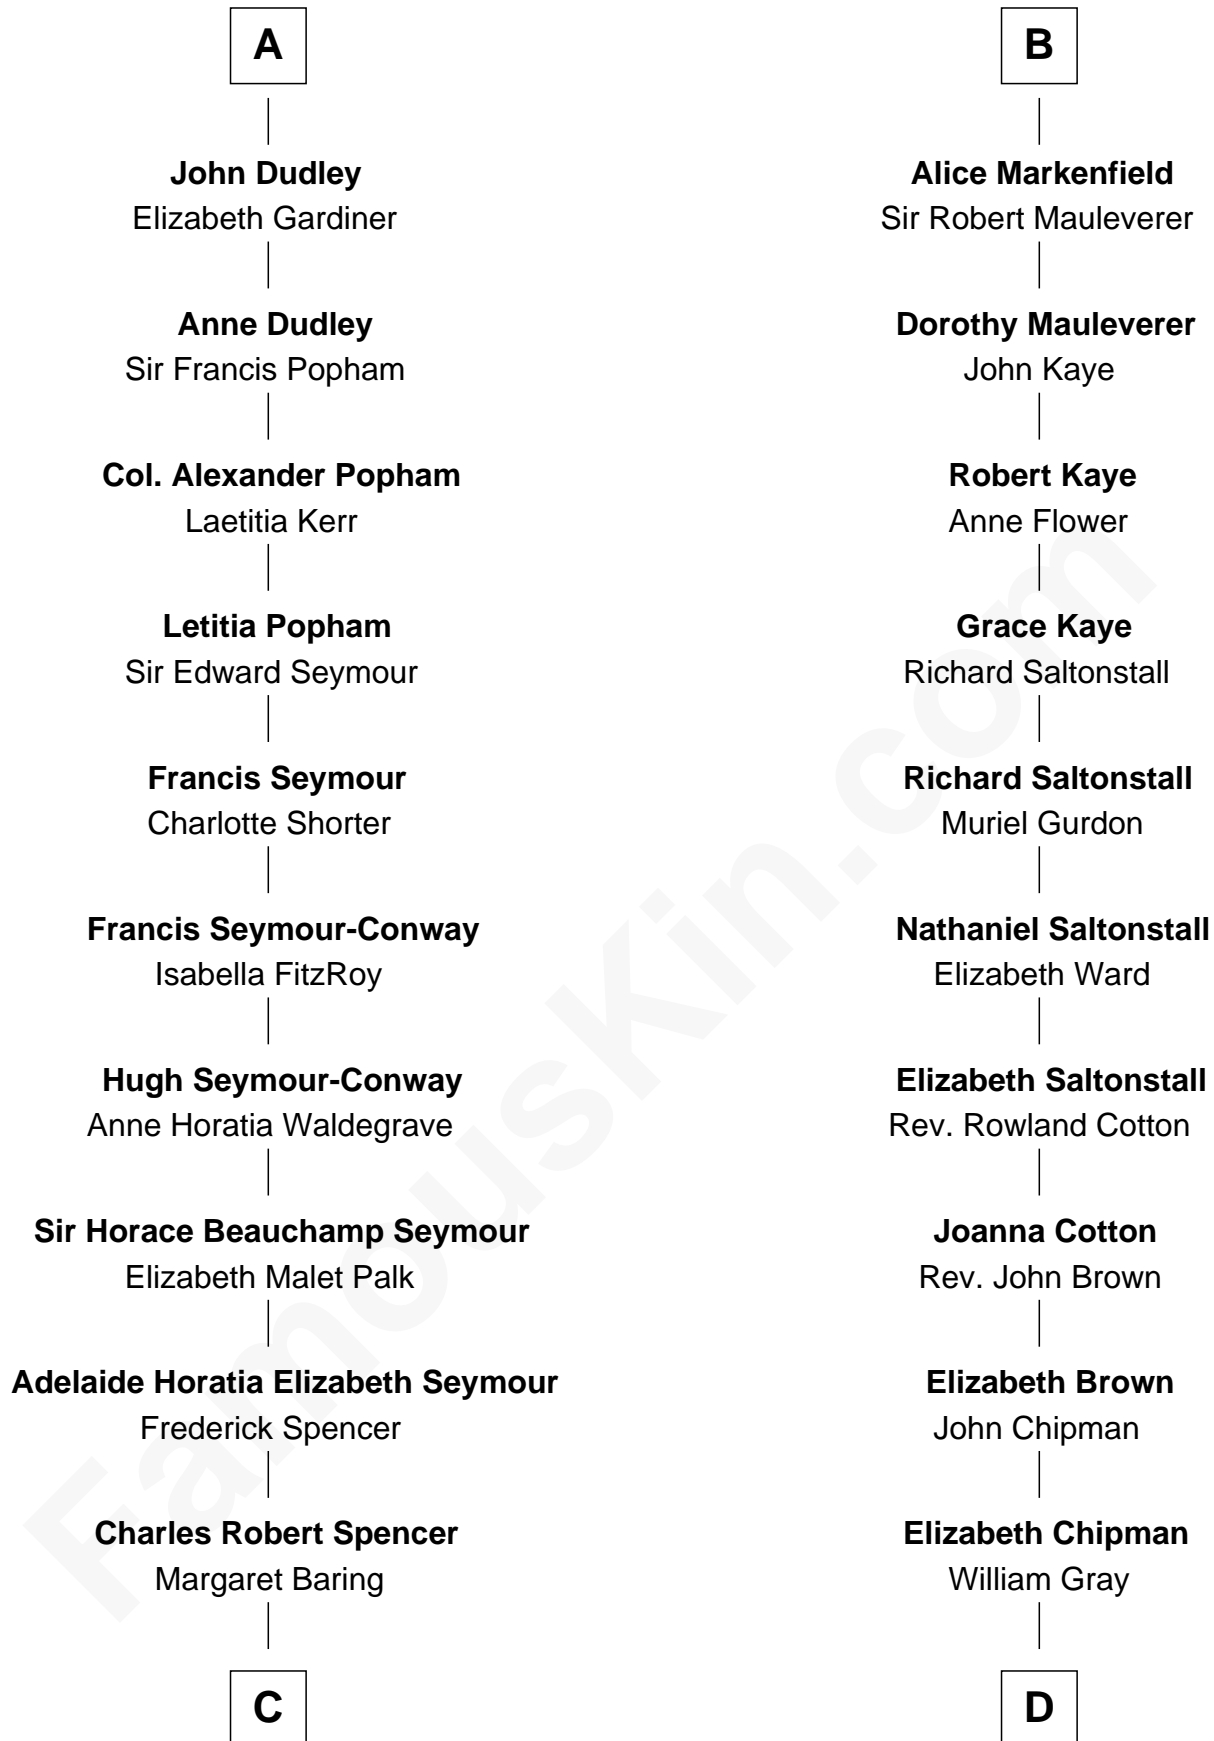 A
John Dudley
Elizabeth Gardiner
Anne Dudley
Sir Francis Popham
Col. Alexander Popham
Laetitia Kerr
Letitia Popham
Sir Edward Seymour
Francis Seymour
Charlotte Shorter
Francis Seymour-Conway
Isabella FitzRoy
Hugh Seymour-Conway
Anne Horatia Waldegrave
Sir Horace Beauchamp Seymour
Elizabeth Malet Palk
Adelaide Horatia Elizabeth Seymour
Frederick Spencer
Charles Robert Spencer
Margaret Baring
C
B
Alice Markenfield
Sir Robert Mauleverer
Dorothy Mauleverer
John Kaye
Robert Kaye
Anne Flower
Grace Kaye
Richard Saltonstall
Richard Saltonstall
Muriel Gurdon
Nathaniel Saltonstall
Elizabeth Ward
Elizabeth Saltonstall
Rev. Rowland Cotton
Joanna Cotton
Rev. John Brown
Elizabeth Brown
John Chipman
Elizabeth Chipman
William Gray
D
FamousKin.com